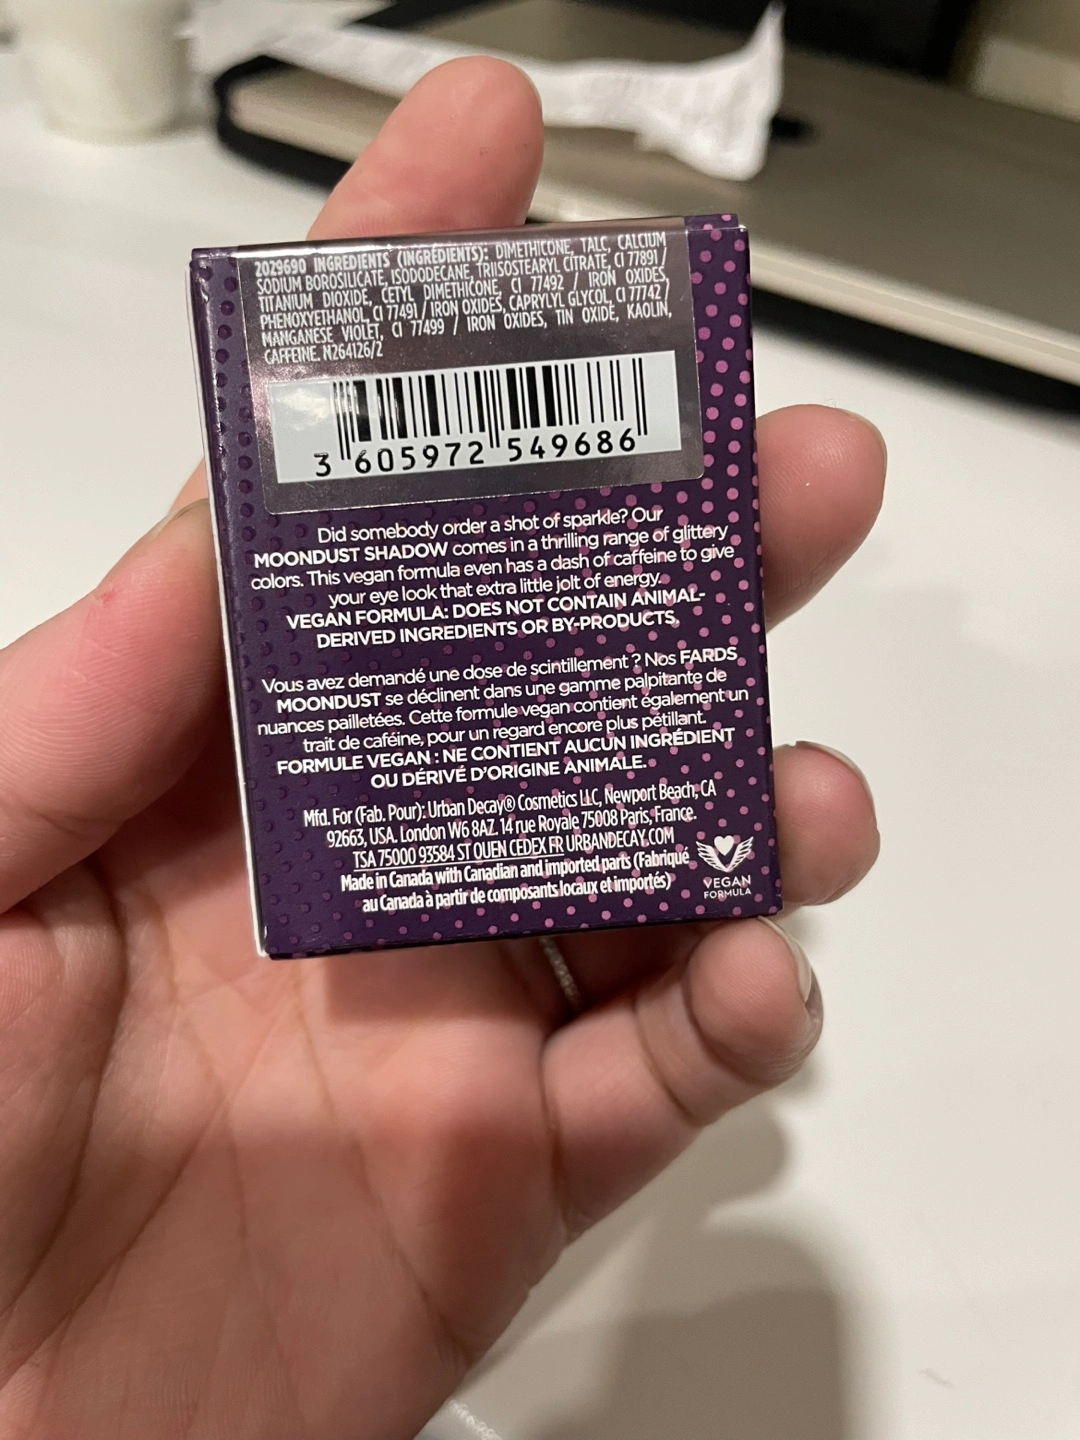 2029690 INGREDIENTS (INGRÉDIENTS): DIMETHICONE, TALC, CALCIUM
SODIUM BOROSILICATE, ISODODECANE, TRIISOSTEARYL CITRATE, CI 77891 /
TITANIUM DIOXIDE, CETYL DIMETHICONE, CI 77492 / IRON OXIDES,
PHENOXYETHANOL, CI 77491 / IRON OXIDES, CAPRYLYL GLYCOL, CI 77742 /
MANGANESE VIOLET, CI 77499 / IRON OXIDES, TIN OXIDE, KAOLIN,
CAFFEINE. N264126/2
3 605972 549686
Did somebody order a shot of sparkle? Our
MOONDUST SHADOW comes in a thrilling range of glittery
colors. This vegan formula even has a dash of caffeine to give
your eye look that extra little jolt of energy.
VEGAN FORMULA: DOES NOT CONTAIN ANIMAL-
DERIVED INGREDIENTS OR BY-PRODUCTS.
Vous avez demandé une dose de scintillement ? Nos FARDS
MOONDUST se déclinent dans une gamme palpitante de
nuances pailletées. Cette formule vegan contient également un
trait de caféine, pour un regard encore plus pétillant.
FORMULE VEGAN : NE CONTIENT AUCUN INGRÉDIENT
OU DÉRIVÉ D'ORIGINE ANIMALE.
Mfd. For (Fab. Pour): Urban Decay® Cosmetics LLC, Newport Beach, CA
92663, USA. London W6 8AZ. 14 rue Royale 75008 Paris, France.
TSA 75000 93584 ST OUEN CEDEX FR URBANDECAY.COM
Made in Canada with Canadian and imported parts (Fabriqué
au Canada à partir de composants locaux et importés)
VEGAN
FORMULA